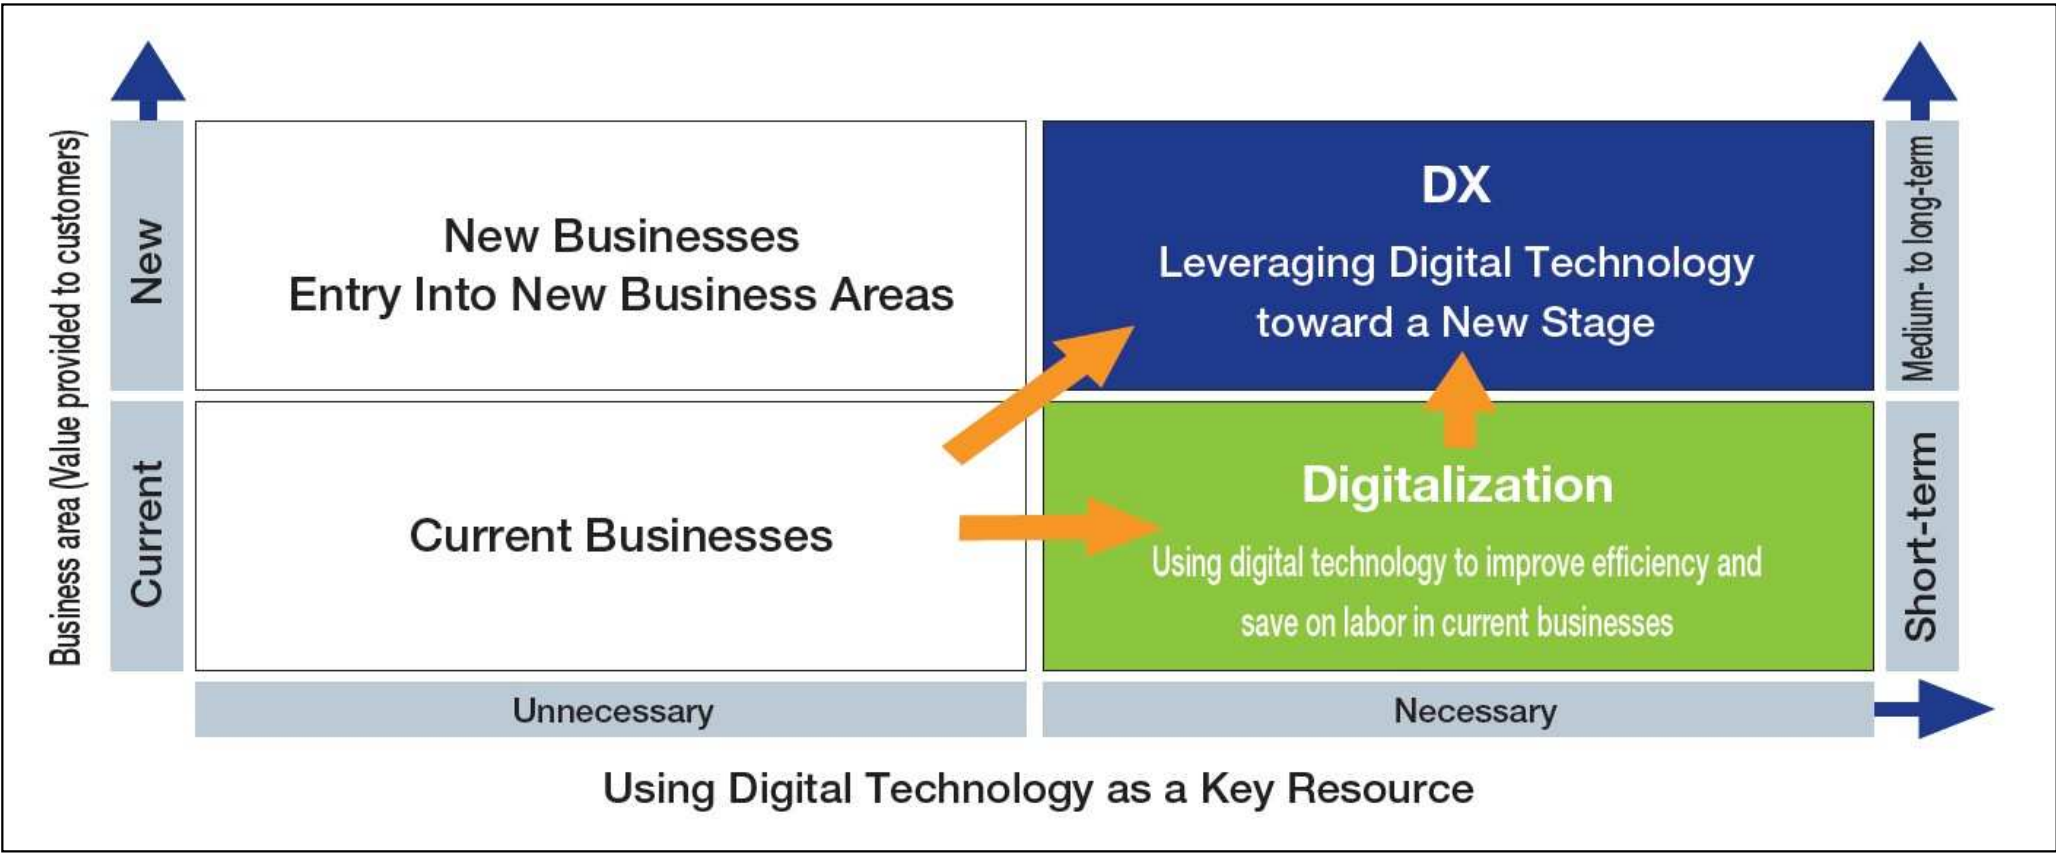 Business area (Value provided to customers)
New
New Businesses
Entry Into New Business Areas
DX
Leveraging Digital Technology
toward a New Stage
Medium- to long-term
Current
Current Businesses
Digitalization
Using digital technology to improve efficiency and
save on labor in current businesses
Short-term
Unnecessary
Necessary
Using Digital Technology as a Key Resource